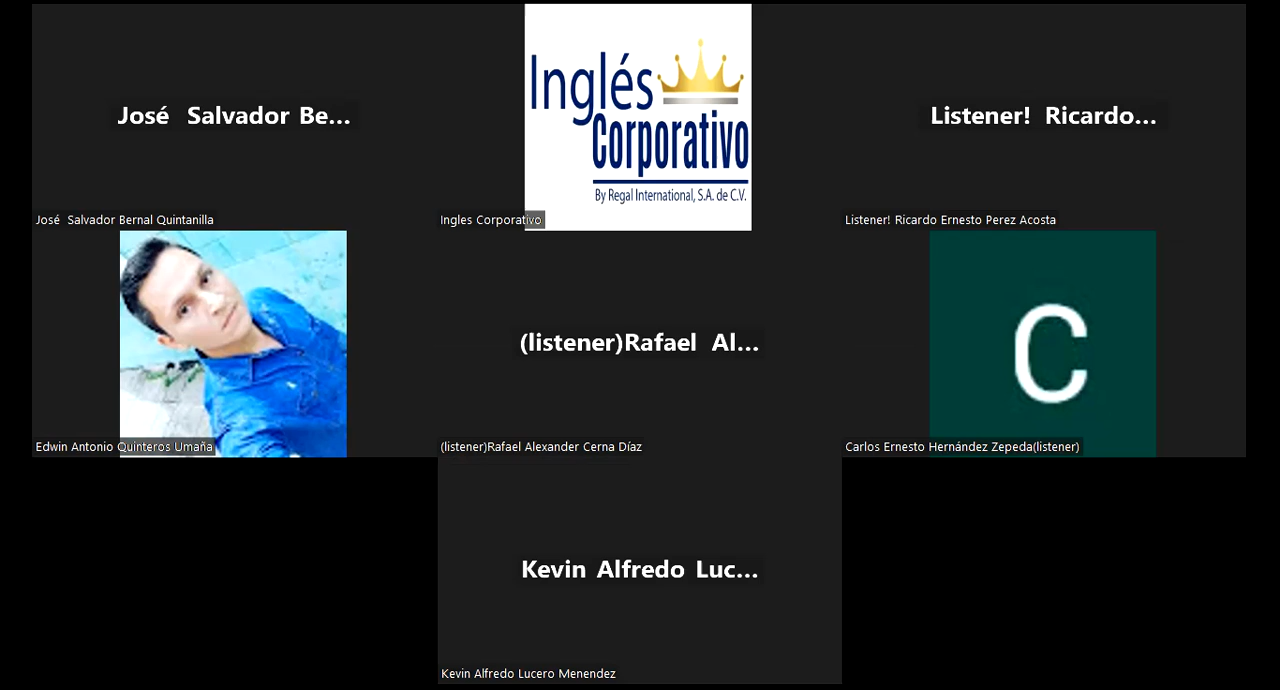 José  Salvador Be...
José  Salvador Bernal Quintanilla
Inglés
Corporativo
By Regal International, S.A. de C.V.
Ingles Corporativo
Listener!  Ricardo...
Listener! Ricardo Ernesto Perez Acosta
Edwin Antonio Quinteros Umaña
(listener)Rafael  Al...
(listener)Rafael Alexander Cerna Díaz
C
Carlos Ernesto Hernández Zepeda(listener)
Kevin Alfredo Luc...
Kevin Alfredo Lucero Menendez